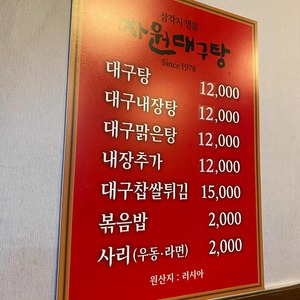 삼각지명물
자원대구탕
Since 1978
대구탕 12,000
대구내장탕 12,000
대구맑은탕 12,000
내장추가 12,000
대구찹쌀튀김 15,000
볶음밥 2,000
사리(우동·라면) 2,000
원산지 : 러시아